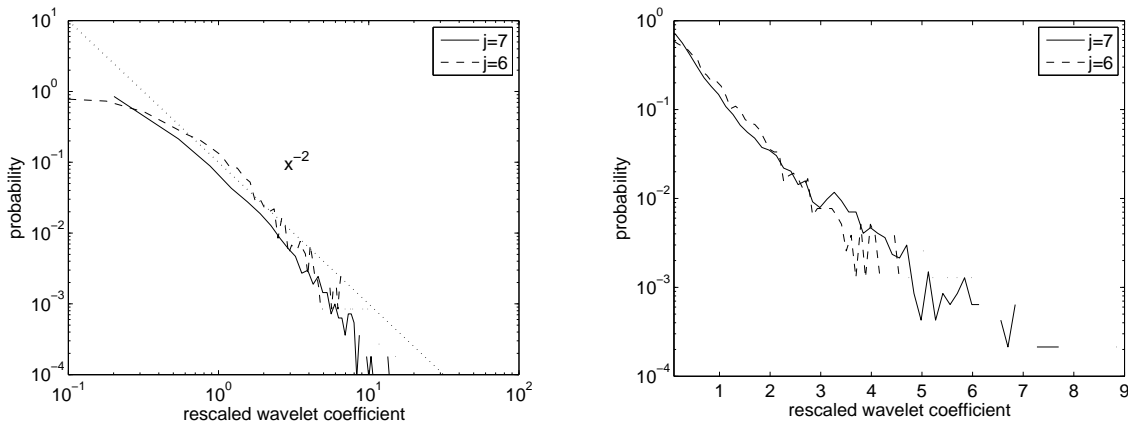 10^1
10^0
10^-1
10^-2
10^-3
10^-4
probability
j=7
j=6
x^-2
10^-1
10^0
10^1
10^2
rescaled wavelet coefficient
10^0
10^-1
10^-2
10^-3
10^-4
probability
j=7
j=6
1 2 3 4 5 6 7 8 9
rescaled wavelet coefficient